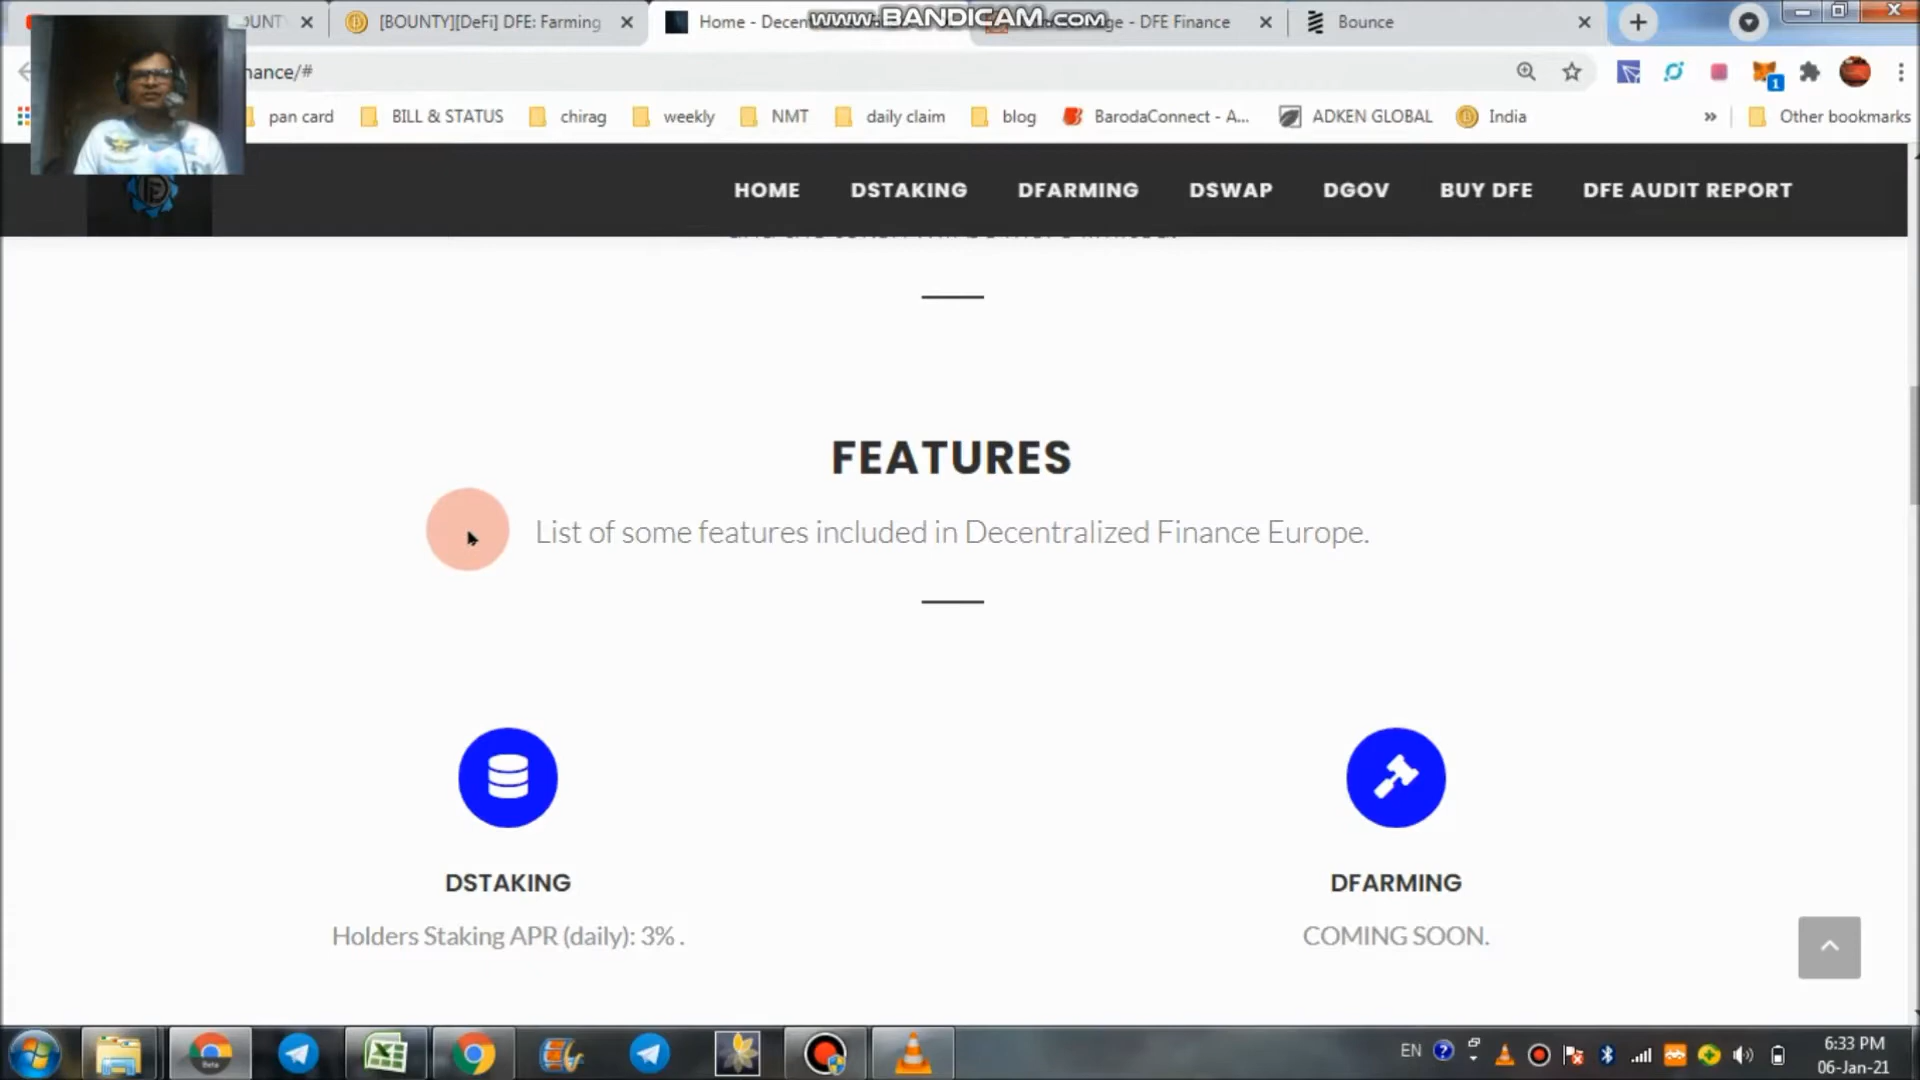 OUNTY
[BOUNTY][DeFi] DFE: Farming
Home - Decen
www.BANDICAM.com
ge - DFE Finance
Bounce
nance/#
1
pan card
BILL & STATUS
chirag
weekly
NMT
daily claim
blog
BarodaConnect - A...
ADKEN GLOBAL
India
»
Other bookmarks
HOME
DSTAKING
DFARMING
DSWAP
DGOV
BUY DFE
DFE AUDIT REPORT
FEATURES
List of some features included in Decentralized Finance Europe.
DSTAKING
DFARMING
Holders Staking APR (daily): 3% .
COMING SOON.
Beta
EN
6:33 PM
06-Jan-21